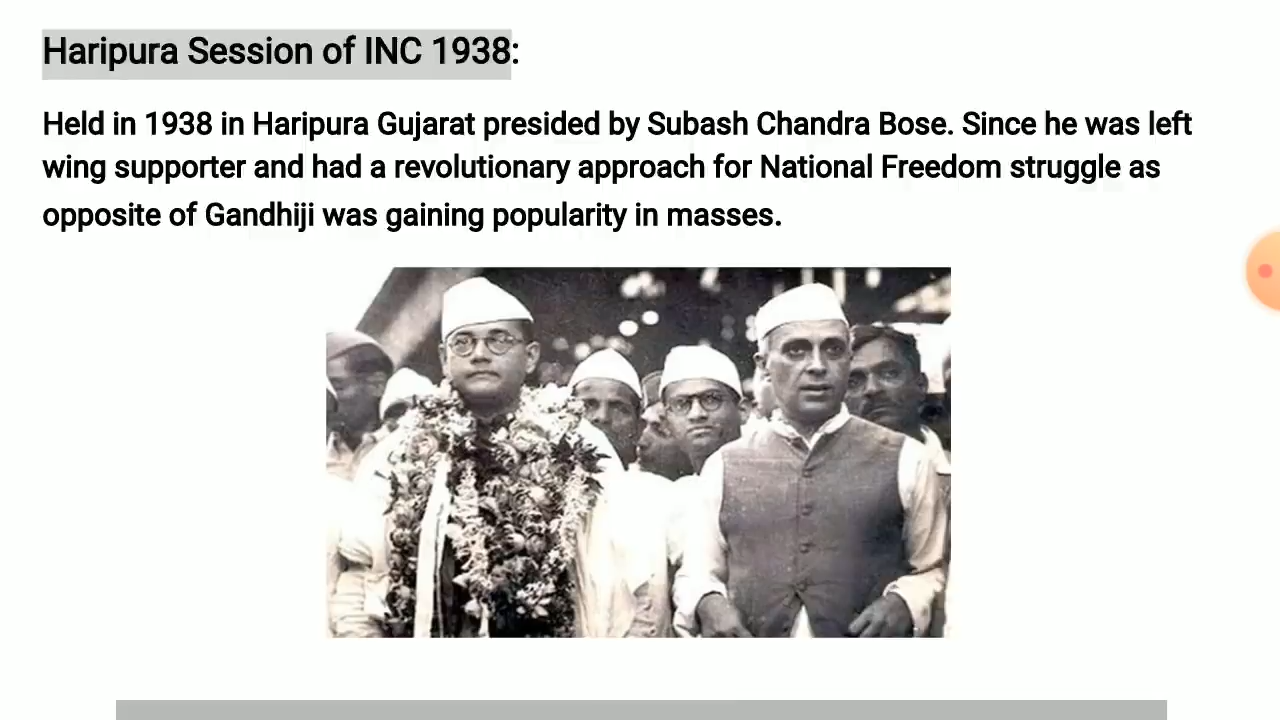 Haripura Session of INC 1938:
Held in 1938 in Haripura Gujarat presided by Subash Chandra Bose. Since he was left
wing supporter and had a revolutionary approach for National Freedom struggle as
opposite of Gandhiji was gaining popularity in masses.